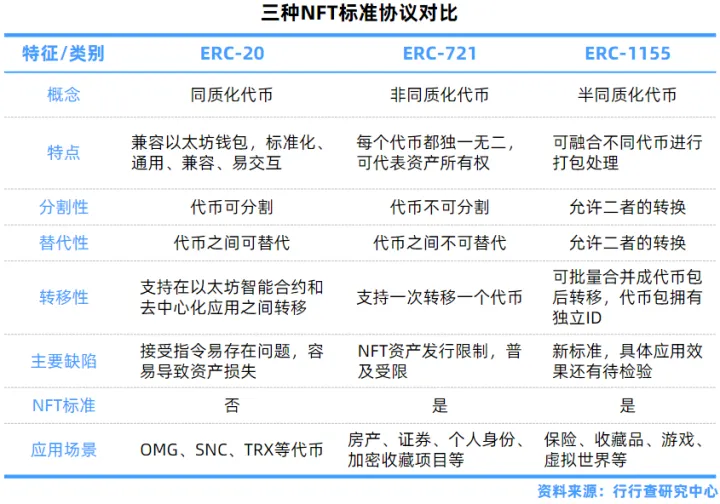 三种NFT标准协议对比
特征/类别 ERC-20 ERC-721 ERC-1155
概念 同质化代币 非同质化代币 半同质化代币
特点 兼容以太坊钱包，标准化、 每个代币都独一无二， 可融合不同代币进行
通用、兼容、易交互 可代表资产所有权 打包处理
分割性 代币可分割 代币不可分割 允许二者的转换
替代性 代币之间可替代 代币之间不可替代 允许二者的转换
转移性 支持在以太坊智能合约和 支持一次转移一个代币 可批量合并成代币包
去中心化应用之间转移 后转移，代币包拥有
独立ID
主要缺陷 接受指令易存在问题，容 NFT资产发行限制，普 新标准，具体应用效
易导致资产损失 及受限 果还有待检验
NFT标准 否 是 是
应用场景 OMG、SNC、TRX等代币 房产、证券、个人身份、 保险、收藏品、游戏、
加密收藏项目等 虚拟世界等
资料来源：行行查研究中心